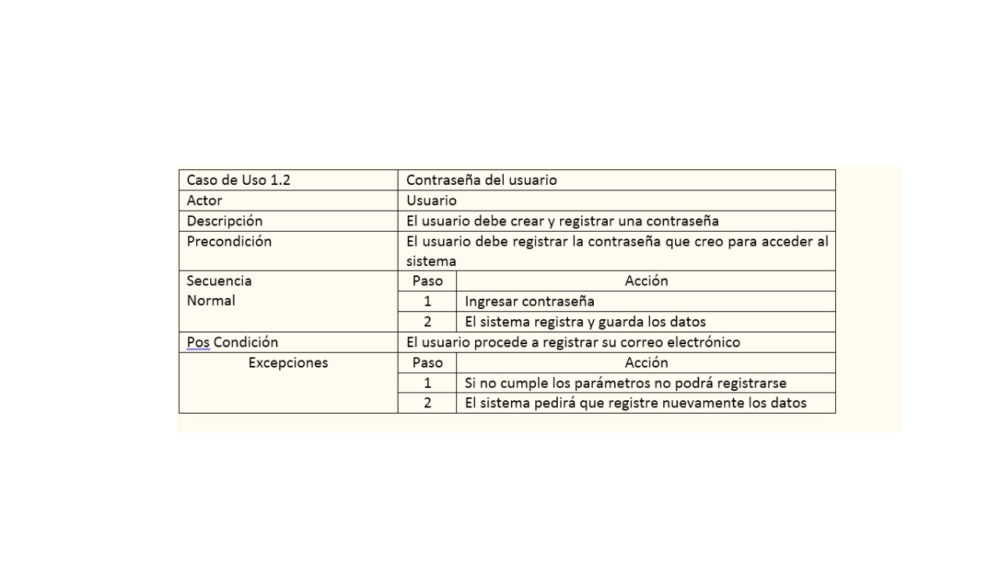 Caso de Uso 1.2 Contraseña del usuario
Actor Usuario
Descripción El usuario debe crear y registrar una contraseña
Precondición El usuario debe registrar la contraseña que creo para acceder al
sistema
Secuencia Paso Acción
Normal 1 Ingresar contraseña
2 El sistema registra y guarda los datos
Pos Condición El usuario procede a registrar su correo electrónico
Excepciones Paso Acción
1 Si no cumple los parámetros no podrá registrarse
2 El sistema pedirá que registre nuevamente los datos